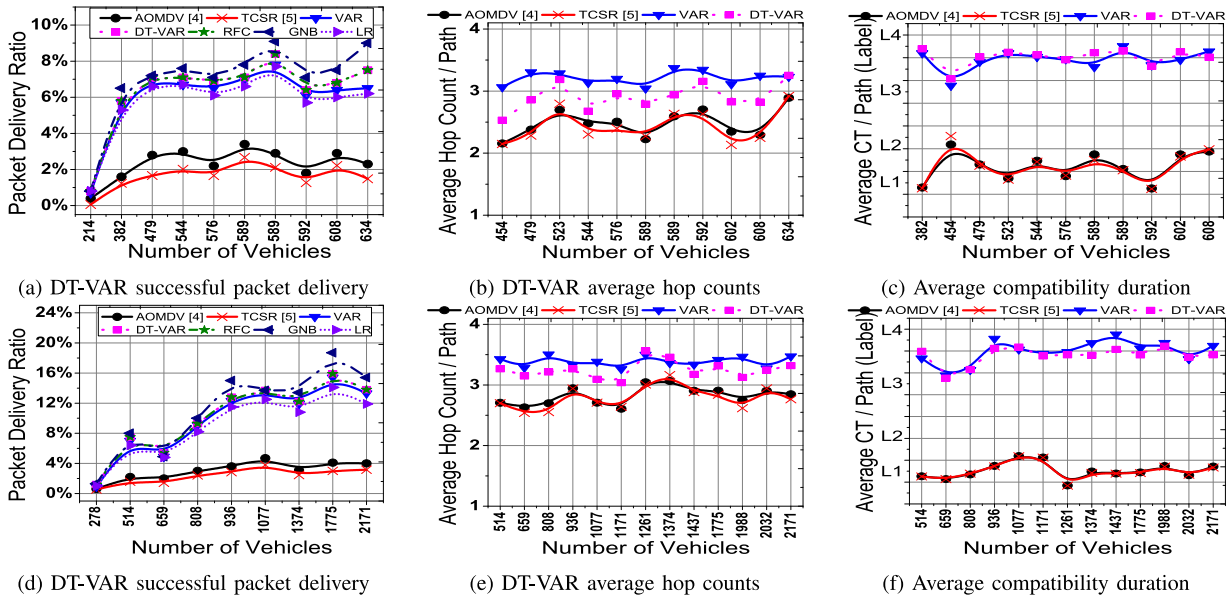 AOMDV [4] TCSR [5] VAR
DT-VAR RFC GNB LR
Packet Delivery Ratio
10%
8%
6%
4%
2%
0%
214 382 479 544 576 589 589 592 608 634
Number of Vehicles
(a) DT-VAR successful packet delivery
AOMDV [4] TCSR [5] VAR DT-VAR
Average Hop Count / Path
4
3
2
1
454 479 523 544 576 589 589 592 602 608 634
Number of Vehicles
(b) DT-VAR average hop counts
AOMDV [4] TCSR [5] VAR DT-VAR
Average CT / Path (Label)
L4
L3
L2
L1
382 454 479 523 544 576 589 589 592 602 608
Number of Vehicles
(c) Average compatibility duration
AOMDV [4] TCSR [5] VAR
DT-VAR RFC GNB LR
Packet Delivery Ratio
24%
20%
16%
12%
8%
4%
0%
278 514 659 808 936 1077 1374 1775 2171
Number of Vehicles
(d) DT-VAR successful packet delivery
AOMDV [4] TCSR [5] VAR DT-VAR
Average Hop Count / Path
4
3
2
1
514 659 808 936 1077 1171 1261 1374 1437 1775 1988 2032 2171
Number of Vehicles
(e) DT-VAR average hop counts
AOMDV [4] TCSR [5] VAR DT-VAR
Average CT / Path (Label)
L4
L3
L2
L1
514 659 808 936 1077 1171 1261 1374 1437 1775 1988 2032 2171
Number of Vehicles
(f) Average compatibility duration